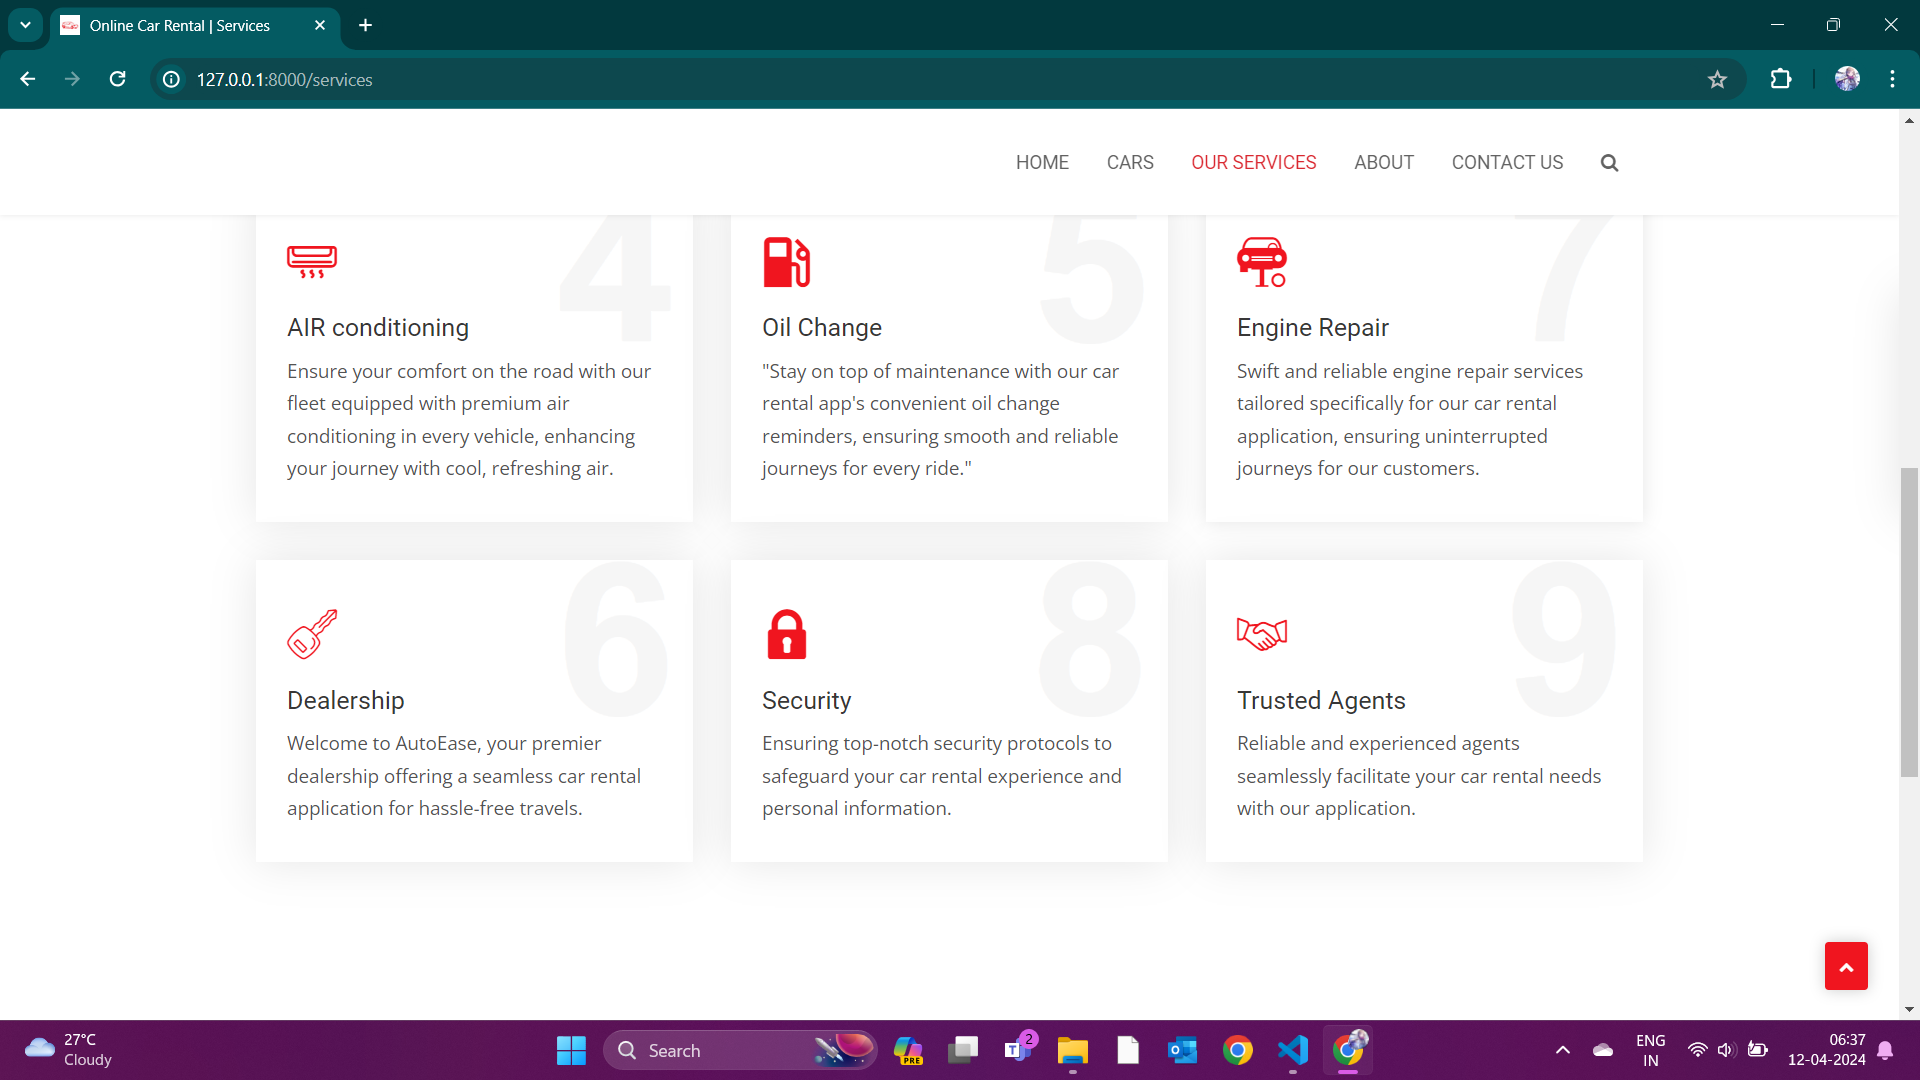 Online Car Rental | Services
127.0.0.1:8000/services
HOME CARS OUR SERVICES ABOUT CONTACT US
4
AIR conditioning
Ensure your comfort on the road with our
fleet equipped with premium air
conditioning in every vehicle, enhancing
your journey with cool, refreshing air.
5
Oil Change
"Stay on top of maintenance with our car
rental app's convenient oil change
reminders, ensuring smooth and reliable
journeys for every ride."
7
Engine Repair
Swift and reliable engine repair services
tailored specifically for our car rental
application, ensuring uninterrupted
journeys for our customers.
6
Dealership
Welcome to AutoEase, your premier
dealership offering a seamless car rental
application for hassle-free travels.
8
Security
Ensuring top-notch security protocols to
safeguard your car rental experience and
personal information.
9
Trusted Agents
Reliable and experienced agents
seamlessly facilitate your car rental needs
with our application.
27°C
Cloudy
Search
PRE
T
2
ENG
IN
06:37
12-04-2024